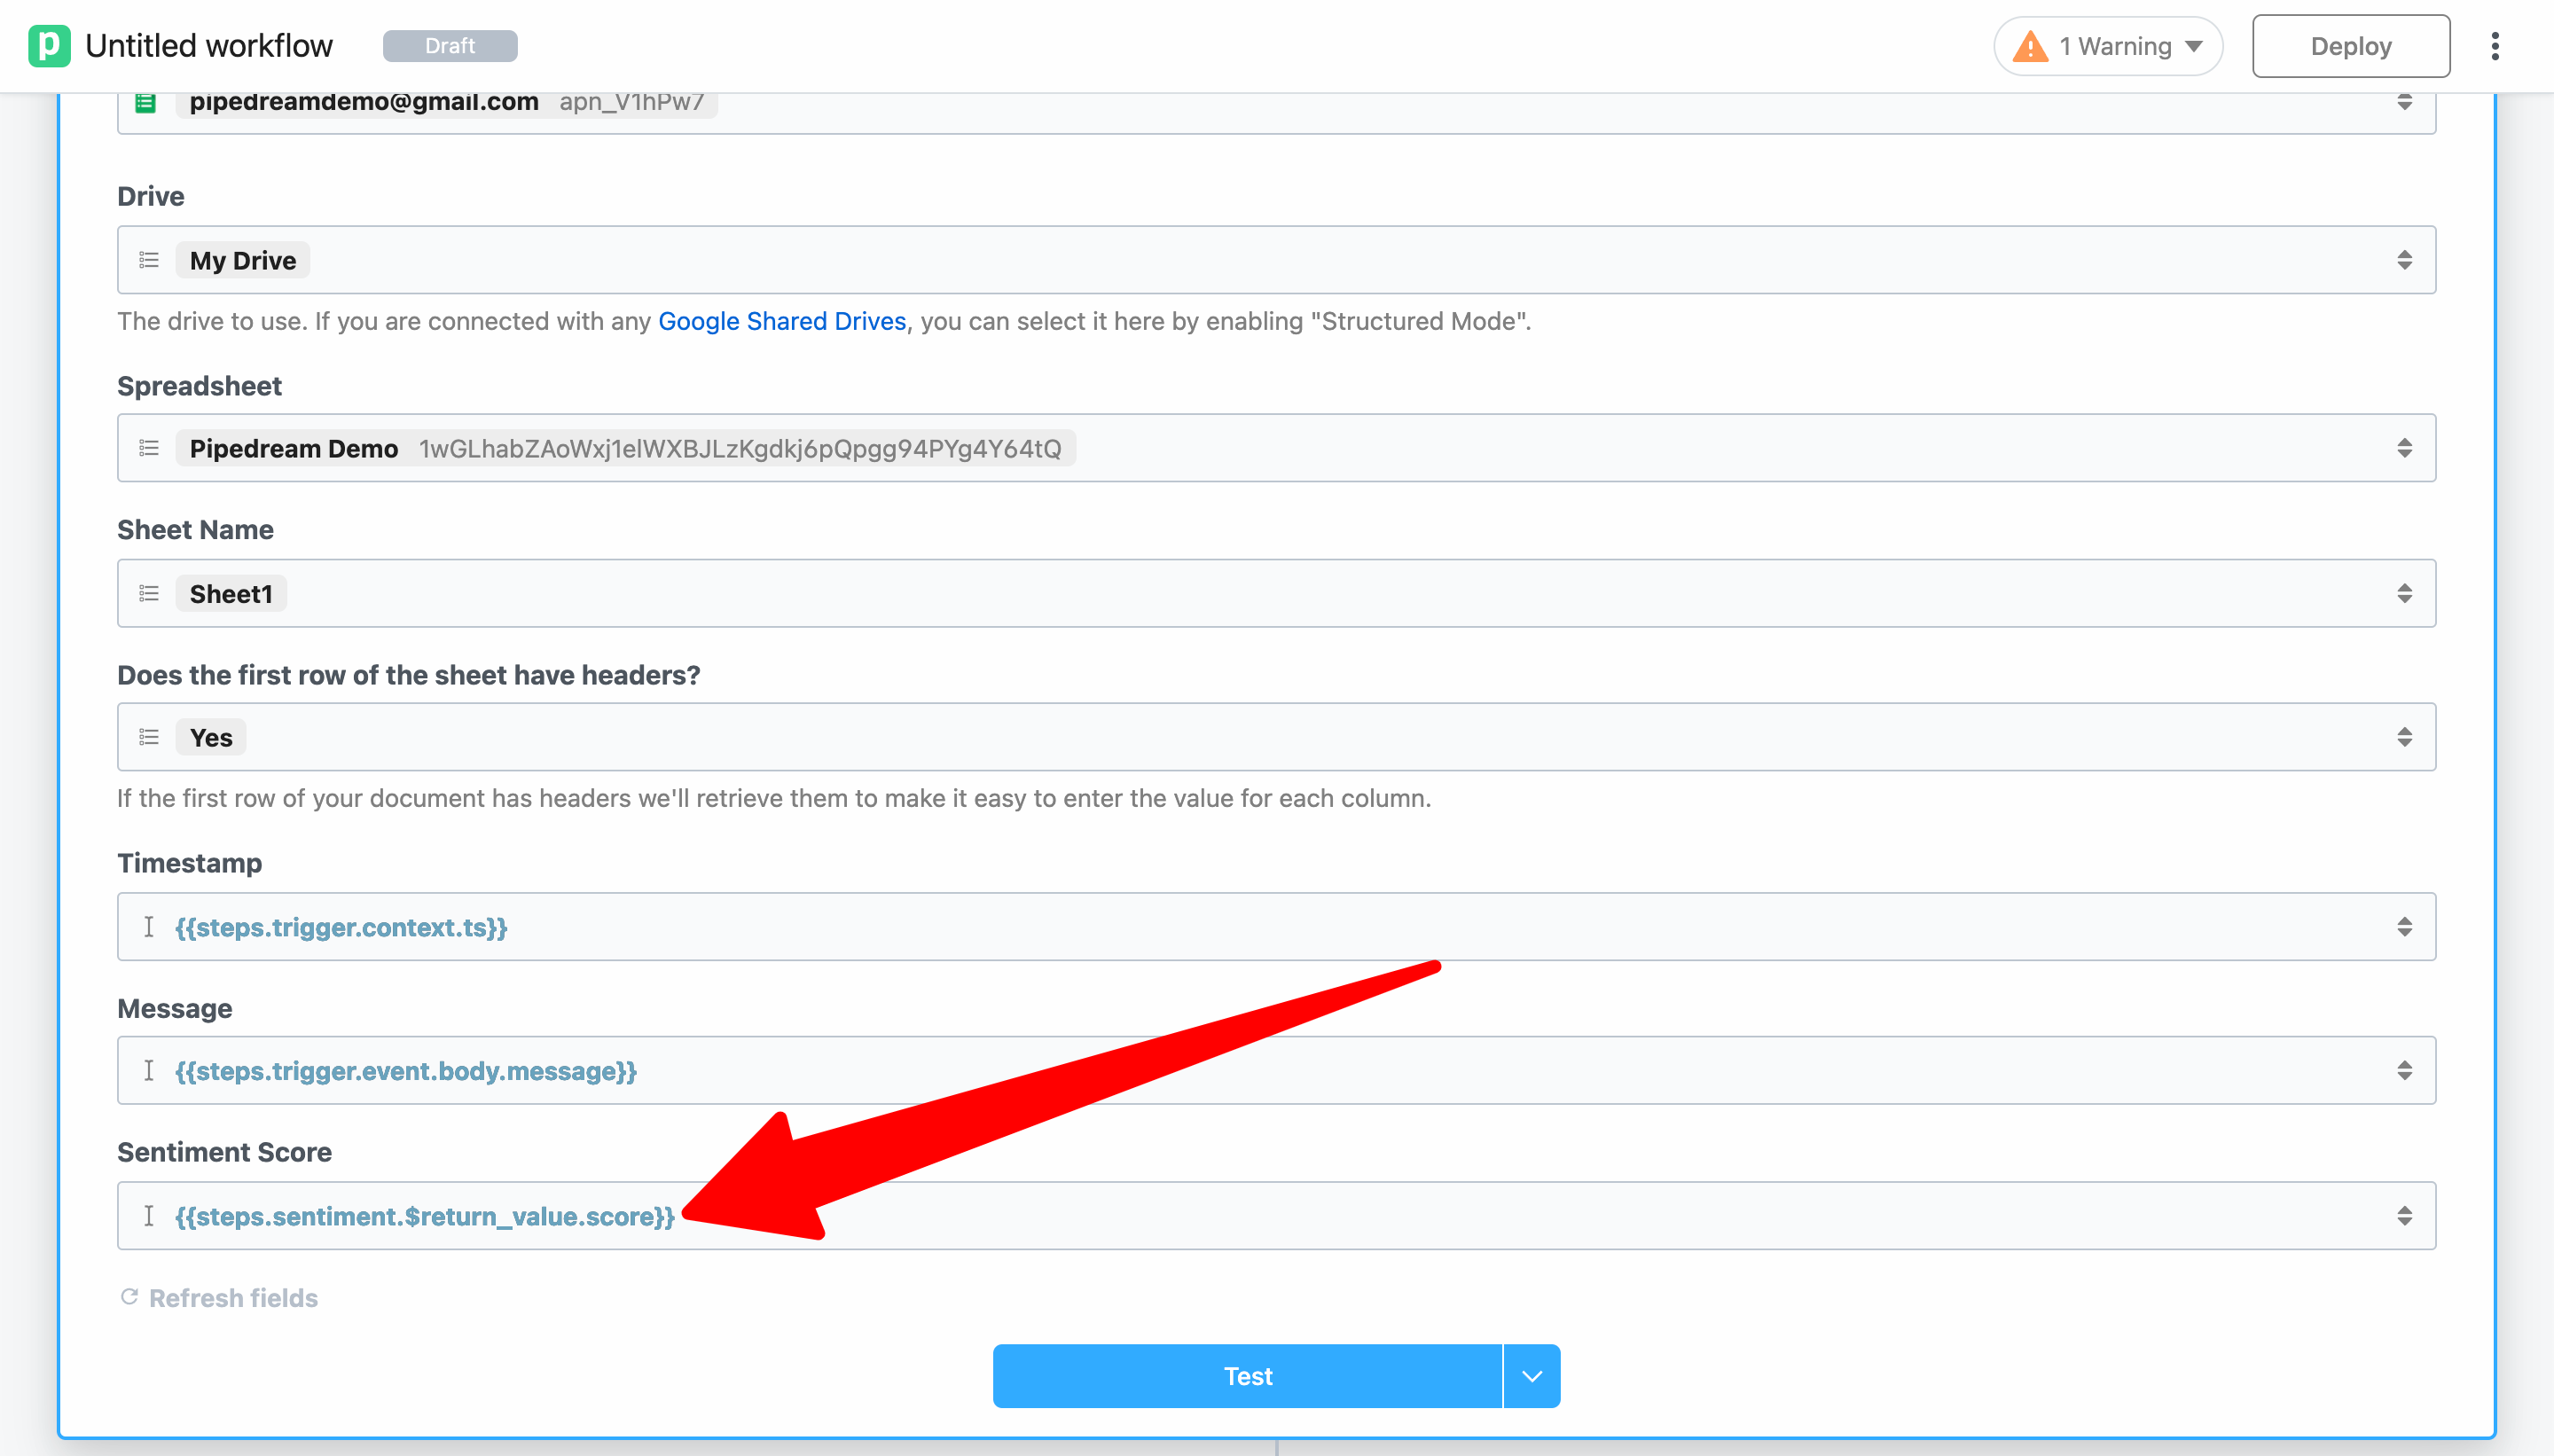 p Untitled workflow Draft 1 Warning Deploy
pipedreamdemo@gmail.com apn_V1hPw7
Drive
My Drive
The drive to use. If you are connected with any Google Shared Drives, you can select it here by enabling "Structured Mode".
Spreadsheet
Pipedream Demo 1wGLhabZAoWxj1elWXBJLzKgdkj6pQpgg94PYg4Y64tQ
Sheet Name
Sheet1
Does the first row of the sheet have headers?
Yes
If the first row of your document has headers we'll retrieve them to make it easy to enter the value for each column.
Timestamp
{{steps.trigger.context.ts}}
Message
{{steps.trigger.event.body.message}}
Sentiment Score
{{steps.sentiment.$return_value.score}}
Refresh fields
Test